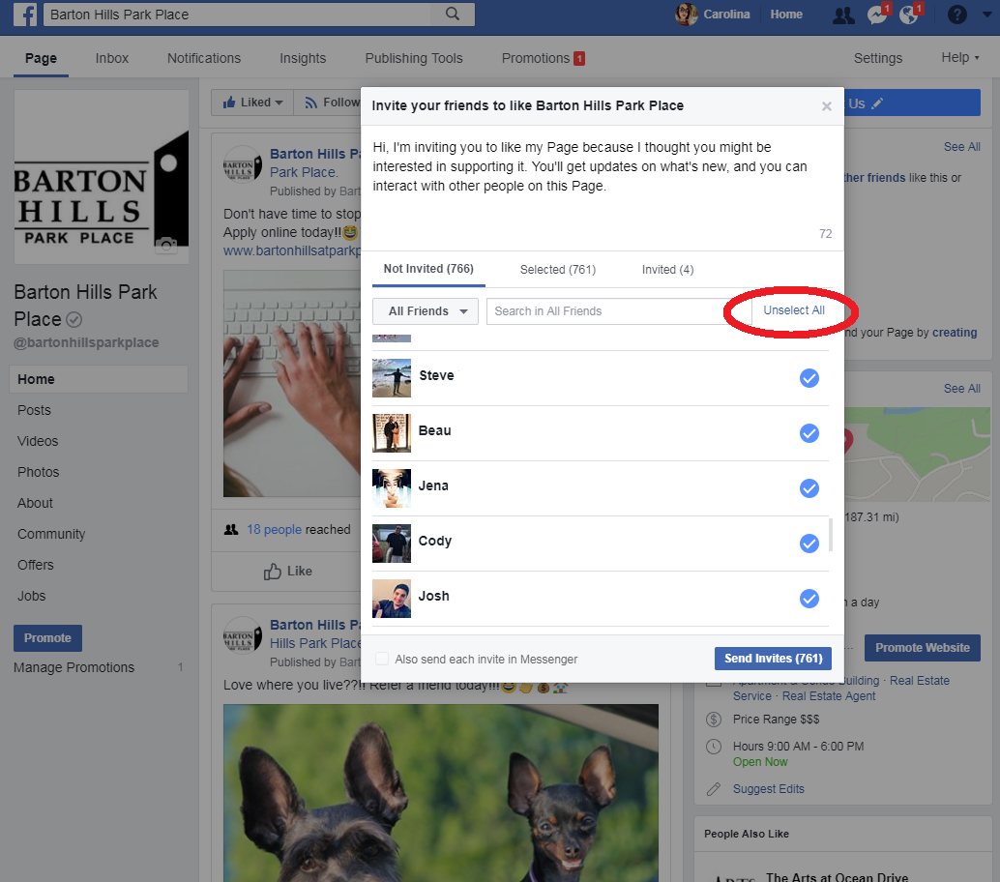 Barton Hills Park Place
Carolina
Home
1
1
Page
Inbox
Notifications
Insights
Publishing Tools
Promotions 1
Settings
Help
BARTON
HILLS
PARK PLACE
Barton Hills Park
Place
@bartonhillsparkplace
Home
Posts
Videos
Photos
About
Community
Offers
Jobs
Promote
Manage Promotions 1
Liked
Follow
Barton Hills P
Park Place.
Published by Bart
Don't have time to stop
Apply online today!!😄
www.bartonhillsatparkp
18 people reached
Like
BARTON
HILLS
Barton Hills P
Hills Park Place
Published by Bart
Love where you live??!! Refer a friend today!!!
Invite your friends to like Barton Hills Park Place
Hi, I'm inviting you to like my Page because I thought you might be
interested in supporting it. You'll get updates on what's new, and you can
interact with other people on this Page.
72
Not Invited (766)
Selected (761)
Invited (4)
All Friends
Search in All Friends
Unselect All
Steve
Beau
Jena
Cody
Josh
Also send each invite in Messenger
Send Invites (761)
Us
See All
her friends like this or
nd your Page by creating
See All
187.31 mi)
n a day
Promote Website
Apartment & Condo Building · Real Estate
Service · Real Estate Agent
Price Range $$$
Hours 9:00 AM - 6:00 PM
Open Now
Suggest Edits
People Also Like
The Arts at Ocean Drive